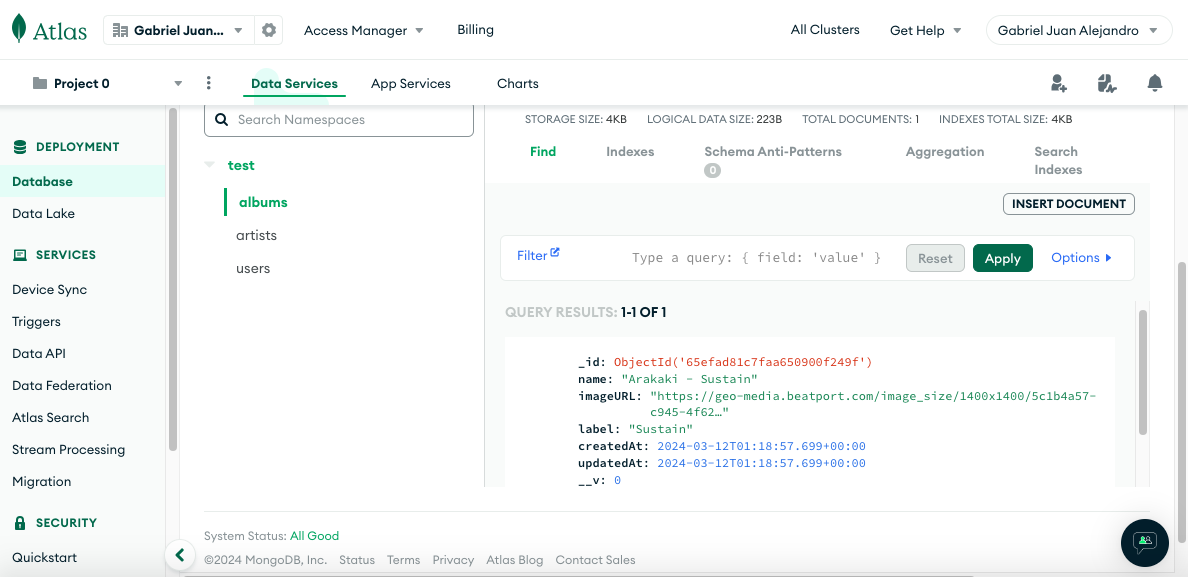 Atlas
Gabriel Juan...
Access Manager
Billing
All Clusters
Get Help
Gabriel Juan Alejandro
Project 0
Data Services
App Services
Charts
DEPLOYMENT
Database
Data Lake
SERVICES
Device Sync
Triggers
Data API
Data Federation
Atlas Search
Stream Processing
Migration
SECURITY
Quickstart
Search Namespaces
test
albums
artists
users
STORAGE SIZE: 4KB LOGICAL DATA SIZE: 223B TOTAL DOCUMENTS: 1 INDEXES TOTAL SIZE: 4KB
Find
Indexes
Schema Anti-Patterns
0
Aggregation
Search
Indexes
INSERT DOCUMENT
Filter
Type a query: { field: 'value' }
Reset
Apply
Options
QUERY RESULTS: 1-1 OF 1
_id: ObjectId('65efad81c7faa650900f249f')
name: "Arakaki - Sustain"
imageURL: "https://geo-media.beatport.com/image_size/1400x1400/5c1b4a57-
c945-4f62…"
label: "Sustain"
createdAt: 2024-03-12T01:18:57.699+00:00
updatedAt: 2024-03-12T01:18:57.699+00:00
__v: 0
System Status: All Good
©2024 MongoDB, Inc. Status Terms Privacy Atlas Blog Contact Sales